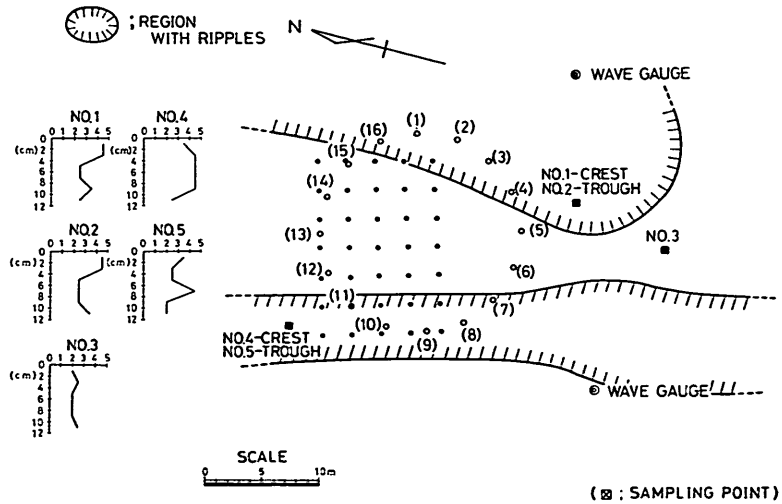 ; REGION
WITH RIPPLES
N
WAVE GAUGE
NO.1
0 1 2 3 4 5
(cm)
0
2
4
6
8
10
12
NO.4
0 1 2 3 4 5
(cm)
0
2
4
6
8
10
12
NO.2
0 1 2 3 4 5
(cm)
0
2
4
6
8
10
12
NO.5
0 1 2 3 4 5
(cm)
0
2
4
6
8
10
12
NO.3
0 1 2 3 4 5
(cm)
0
2
4
6
8
10
12
(1)
(2)
(16)
(15)
(3)
(14)
(4)
NO.1-CREST
NO.2-TROUGH
(13)
(5)
NO.3
(12)
(6)
(11)
(7)
(10)
(9)
(8)
NO.4-CREST
NO.5-TROUGH
WAVE GAUGE
SCALE
0 5 10m
( ; SAMPLING POINT)